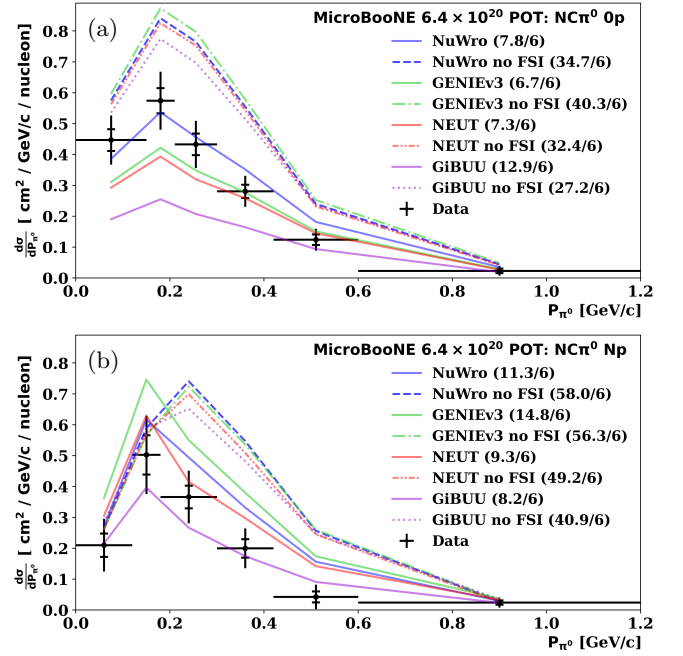 (a)
MicroBooNE 6.4 × 10²⁰ POT: NCπ⁰ 0p
NuWro (7.8/6)
NuWro no FSI (34.7/6)
GENIEv3 (6.7/6)
GENIEv3 no FSI (40.3/6)
NEUT (7.3/6)
NEUT no FSI (32.4/6)
GiBUU (12.9/6)
GiBUU no FSI (27.2/6)
Data
dσ/dP_π⁰ [ cm² / GeV/c / nucleon]
0.8
0.7
0.6
0.5
0.4
0.3
0.2
0.1
0.0
0.0 0.2 0.4 0.6 0.8 1.0 1.2
P_π⁰ [GeV/c]
(b)
MicroBooNE 6.4 × 10²⁰ POT: NCπ⁰ Np
NuWro (11.3/6)
NuWro no FSI (58.0/6)
GENIEv3 (14.8/6)
GENIEv3 no FSI (56.3/6)
NEUT (9.3/6)
NEUT no FSI (49.2/6)
GiBUU (8.2/6)
GiBUU no FSI (40.9/6)
Data
dσ/dP_π⁰ [ cm² / GeV/c / nucleon]
0.8
0.7
0.6
0.5
0.4
0.3
0.2
0.1
0.0
0.0 0.2 0.4 0.6 0.8 1.0 1.2
P_π⁰ [GeV/c]